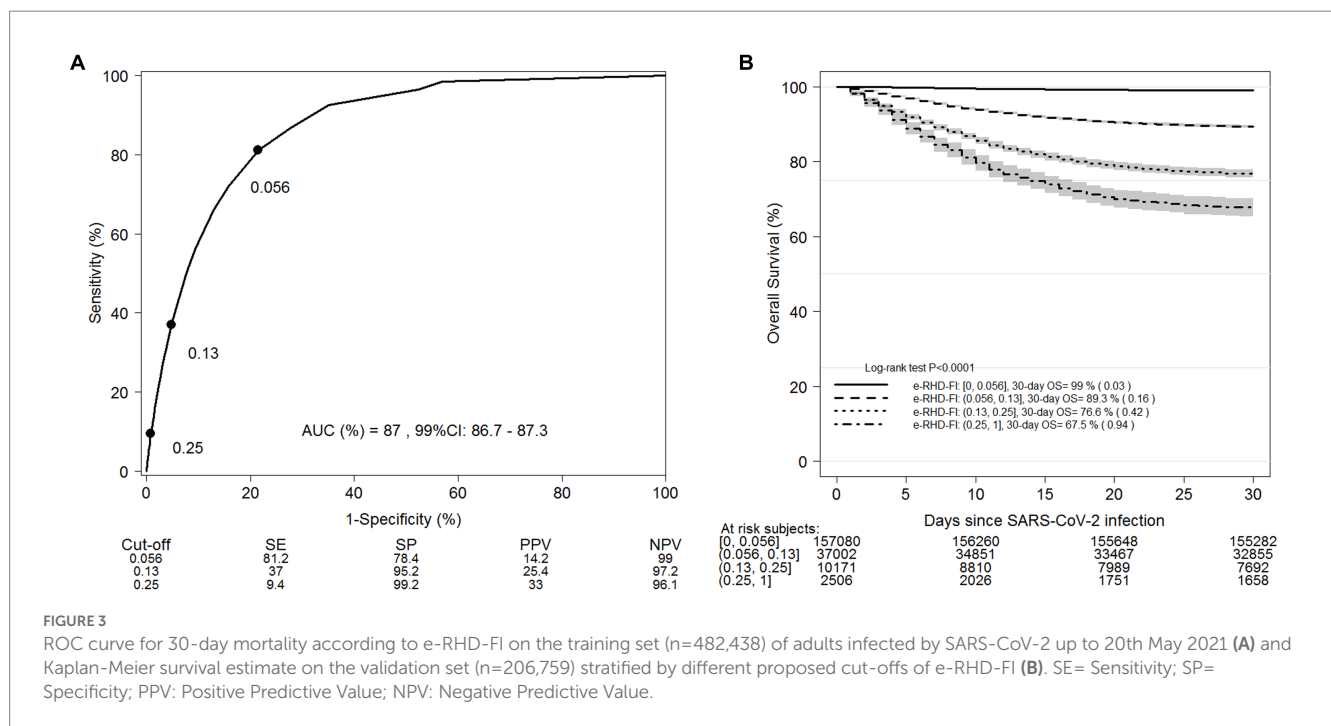 A
100
80
60
40
20
0
Sensitivity (%)
0.056
0.13
0.25
AUC (%) = 87 , 99%CI: 86.7 - 87.3
0 20 40 60 80 100
1-Specificity (%)
Cut-off SE SP PPV NPV
0.056 81.2 78.4 14.2 99
0.13 37 95.2 25.4 97.2
0.25 9.4 99.2 33 96.1
B
100
80
60
40
20
0
Overall Survival (%)
Log-rank test P<0.0001
e-RHD-FI: [0, 0.056], 30-day OS= 99 % ( 0.03 )
e-RHD-FI: (0.056, 0.13], 30-day OS= 89.3 % ( 0.16 )
e-RHD-FI: (0.13, 0.25], 30-day OS= 76.6 % ( 0.42 )
e-RHD-FI: (0.25, 1], 30-day OS= 67.5 % ( 0.94 )
0 5 10 15 20 25 30
Days since SARS-CoV-2 infection
At risk subjects:
[0, 0.056] 157080 156260 155648 155282
(0.056, 0.13] 37002 34851 33467 32855
(0.13, 0.25] 10171 8810 7989 7692
(0.25, 1] 2506 2026 1751 1658
FIGURE 3
ROC curve for 30-day mortality according to e-RHD-FI on the training set (n=482,438) of adults infected by SARS-CoV-2 up to 20th May 2021 (A) and
Kaplan-Meier survival estimate on the validation set (n=206,759) stratified by different proposed cut-offs of e-RHD-FI (B). SE= Sensitivity; SP=
Specificity; PPV: Positive Predictive Value; NPV: Negative Predictive Value.